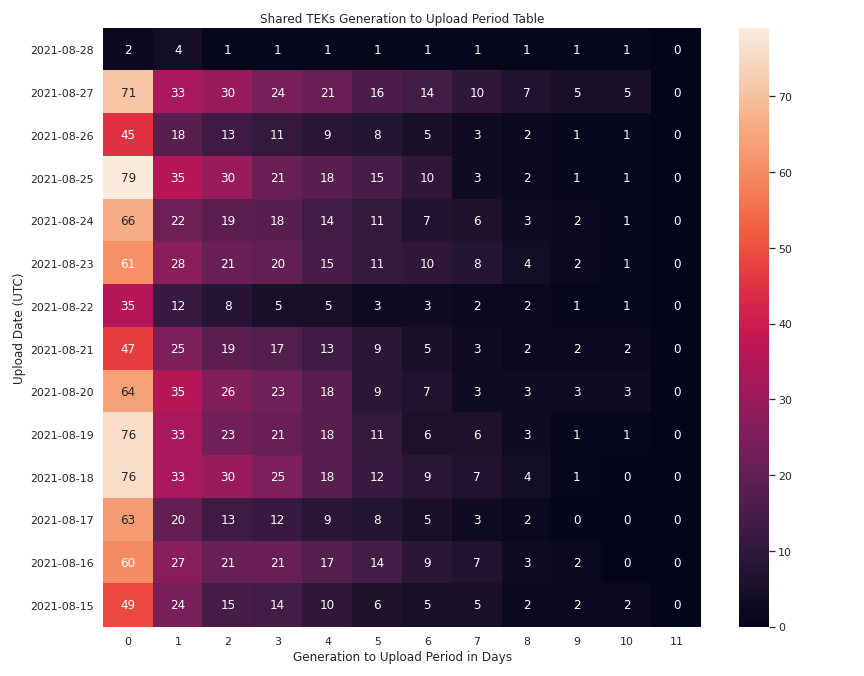 Shared TEKs Generation to Upload Period Table
Upload Date (UTC)
2021-08-28 2 4 1 1 1 1 1 1 1 1 1 0
2021-08-27 71 33 30 24 21 16 14 10 7 5 5 0
2021-08-26 45 18 13 11 9 8 5 3 2 1 1 0
2021-08-25 79 35 30 21 18 15 10 3 2 1 1 0
2021-08-24 66 22 19 18 14 11 7 6 3 2 1 0
2021-08-23 61 28 21 20 15 11 10 8 4 2 1 0
2021-08-22 35 12 8 5 5 3 3 2 2 1 1 0
2021-08-21 47 25 19 17 13 9 5 3 2 2 2 0
2021-08-20 64 35 26 23 18 9 7 3 3 3 3 0
2021-08-19 76 33 23 21 18 11 6 6 3 1 1 0
2021-08-18 76 33 30 25 18 12 9 7 4 1 0 0
2021-08-17 63 20 13 12 9 8 5 3 2 0 0 0
2021-08-16 60 27 21 21 17 14 9 7 3 2 0 0
2021-08-15 49 24 15 14 10 6 5 5 2 2 2 0
0 1 2 3 4 5 6 7 8 9 10 11
Generation to Upload Period in Days
70
60
50
40
30
20
10
0